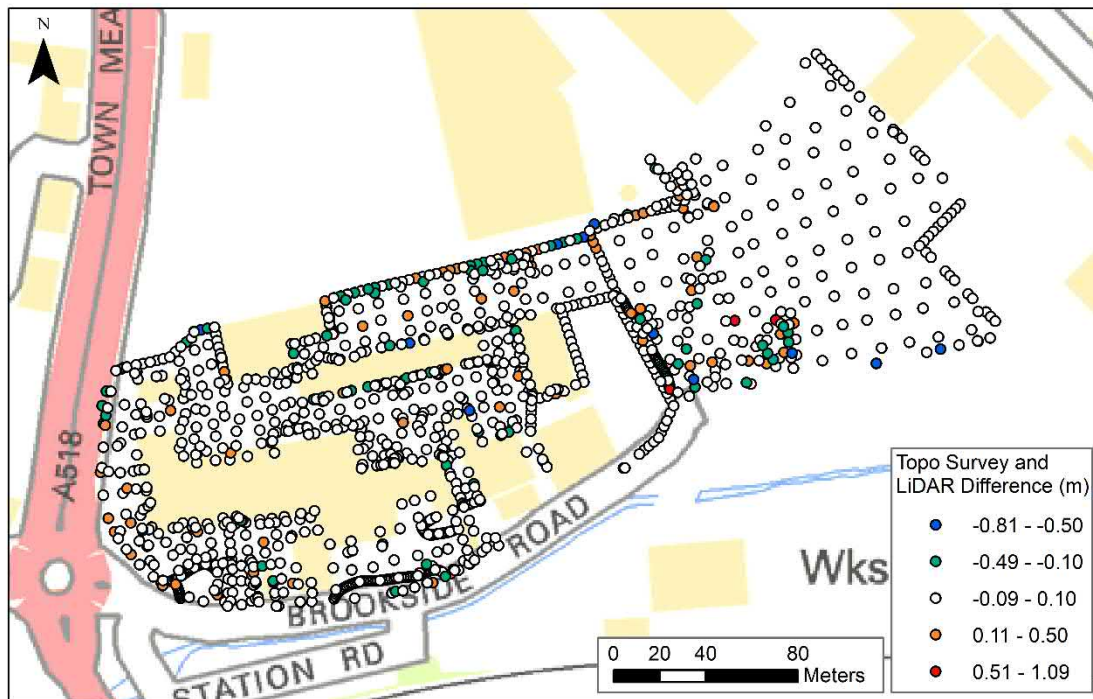 N
TOWN MEA
A518
BROOKSIDE ROAD
STATION RD
Wks
Topo Survey and
LiDAR Difference (m)
-0.81 - -0.50
-0.49 - -0.10
-0.09 - 0.10
0.11 - 0.50
0.51 - 1.09
0 20 40 80
Meters